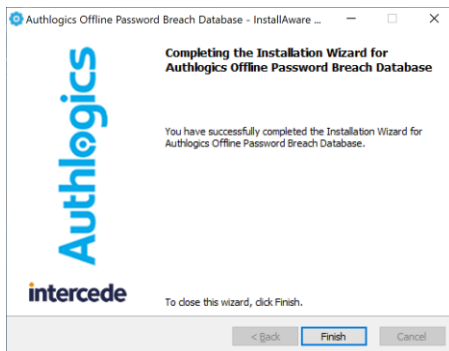 Authlogics Offline Password Breach Database - InstallAware ...
Completing the Installation Wizard for
Authlogics Offline Password Breach Database
You have successfully completed the Installation Wizard for
Authlogics Offline Password Breach Database.
Authlogics
intercede
To close this wizard, click Finish.
< Back
Finish
Cancel